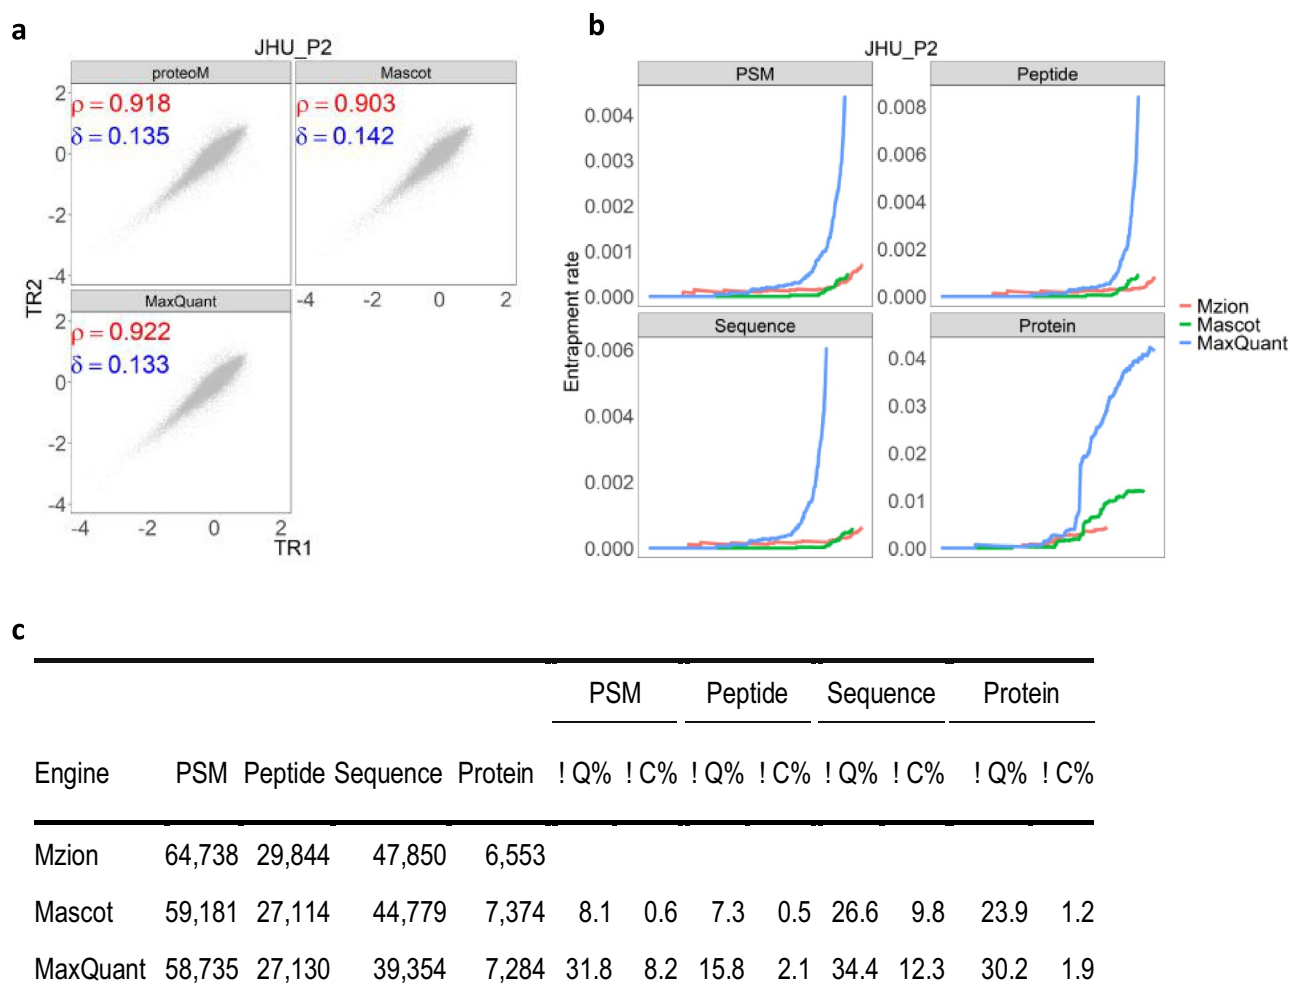 a
JHU_P2
proteoM
Mascot
ρ = 0.918
δ = 0.135
ρ = 0.903
δ = 0.142
2
0
-2
-4
-4
-2
0
2
MaxQuant
ρ = 0.922
δ = 0.133
2
0
-2
-4
-4
-2
0
2
TR2
TR1
b
JHU_P2
PSM
Peptide
0.004
0.003
0.002
0.001
0.000
0.008
0.006
0.004
0.002
0.000
Sequence
Protein
0.006
0.004
0.002
0.000
0.04
0.03
0.02
0.01
0.00
Entrapment rate
Mzion
Mascot
MaxQuant
c
PSM Peptide Sequence Protein
Engine PSM Peptide Sequence Protein ! Q% ! C% ! Q% ! C% ! Q% ! C% ! Q% ! C%
Mzion 64,738 29,844 47,850 6,553
Mascot 59,181 27,114 44,779 7,374 8.1 0.6 7.3 0.5 26.6 9.8 23.9 1.2
MaxQuant 58,735 27,130 39,354 7,284 31.8 8.2 15.8 2.1 34.4 12.3 30.2 1.9